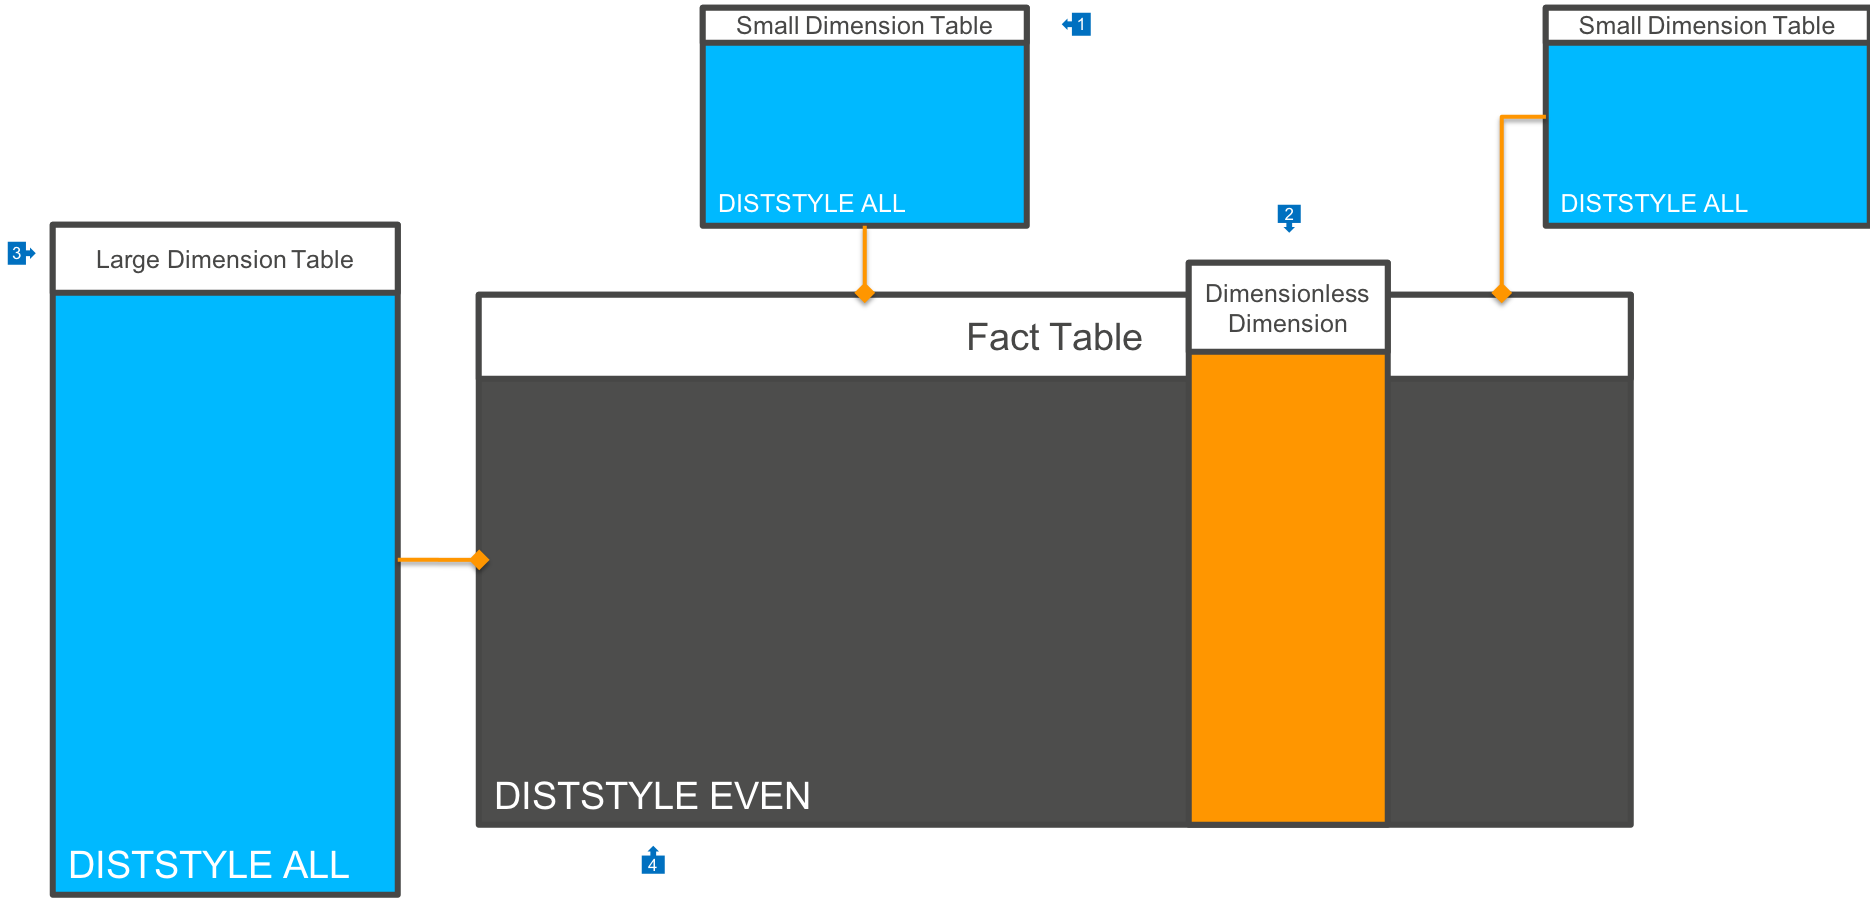 Small Dimension Table
1
DISTSTYLE ALL
Small Dimension Table
DISTSTYLE ALL
2
3
Large Dimension Table
DISTSTYLE ALL
Fact Table
Dimensionless
Dimension
DISTSTYLE EVEN
4